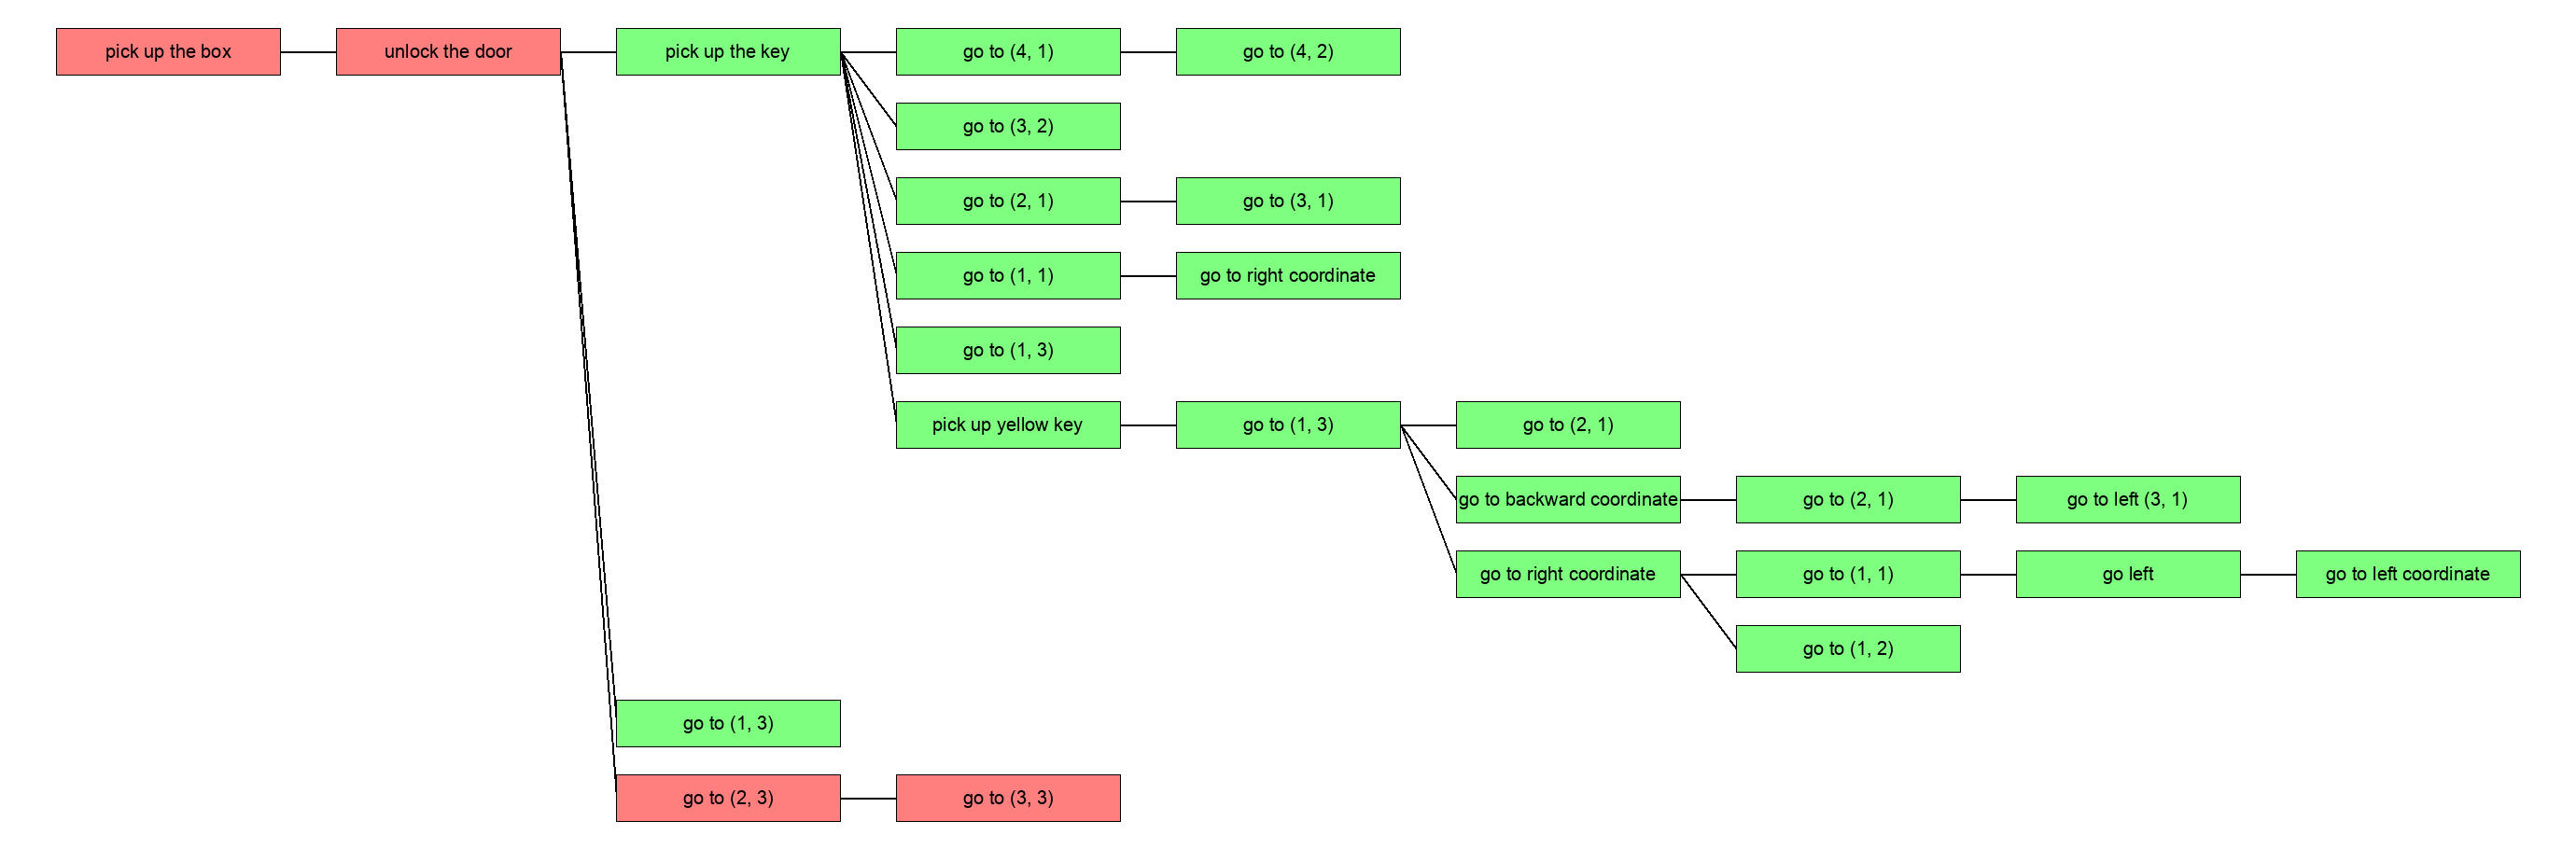 pick up the box
unlock the door
pick up the key
go to (4, 1)
go to (4, 2)
go to (3, 2)
go to (2, 1)
go to (3, 1)
go to (1, 1)
go to right coordinate
go to (1, 3)
pick up yellow key
go to (1, 3)
go to (2, 1)
go to backward coordinate
go to (2, 1)
go to left (3, 1)
go to right coordinate
go to (1, 1)
go left
go to left coordinate
go to (1, 2)
go to (1, 3)
go to (2, 3)
go to (3, 3)